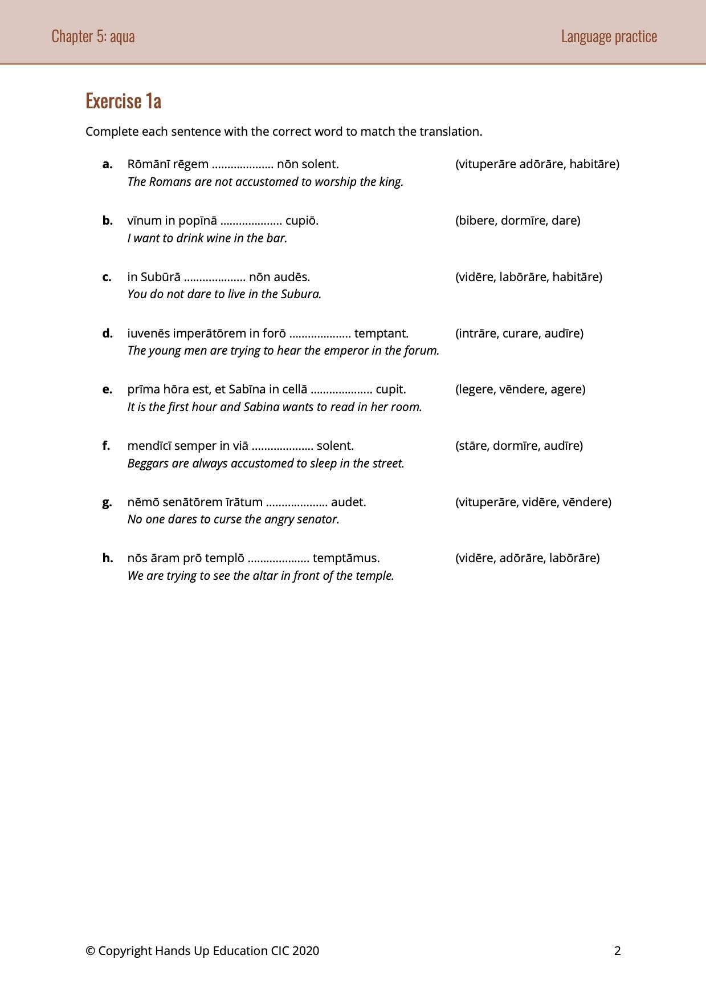 Chapter 5: aqua
Language practice
Exercise 1a
Complete each sentence with the correct word to match the translation.
a. Rōmānī rēgem .................... nōn solent. (vituperāre adōrāre, habitāre)
The Romans are not accustomed to worship the king.
b. vīnum in popīnā .................... cupiō. (bibere, dormīre, dare)
I want to drink wine in the bar.
c. in Subūrā .................... nōn audēs. (vidēre, labōrāre, habitāre)
You do not dare to live in the Subura.
d. iuvenēs imperātōrem in forō .................... temptant. (intrāre, curare, audīre)
The young men are trying to hear the emperor in the forum.
e. prīma hōra est, et Sabīna in cellā .................... cupit. (legere, vēndere, agere)
It is the first hour and Sabina wants to read in her room.
f. mendīcī semper in viā .................... solent. (stāre, dormīre, audīre)
Beggars are always accustomed to sleep in the street.
g. nēmō senātōrem īrātum .................... audet. (vituperāre, vidēre, vēndere)
No one dares to curse the angry senator.
h. nōs āram prō templō .................... temptāmus. (vidēre, adōrāre, labōrāre)
We are trying to see the altar in front of the temple.
© Copyright Hands Up Education CIC 2020
2